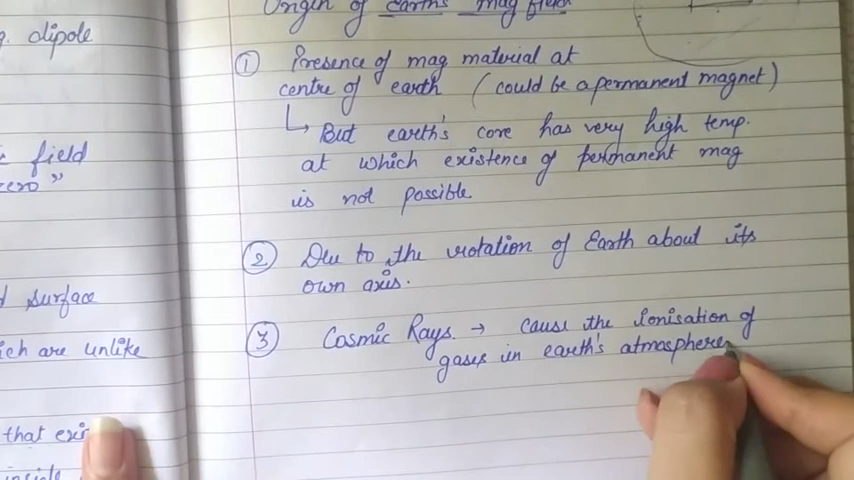 g dipole
field
zero"
d surface
ich are unlike
that exi
inside
Origin of earth's mag field
① Presence of mag material at
centre of earth (could be a permanent magnet)
↳ But earth's core has very high temp.
at which existence of permanent mag
is not possible.
② Due to the rotation of Earth about its
own axis.
③ Cosmic Rays → cause the ionisation of
gases in earth's atmosphere